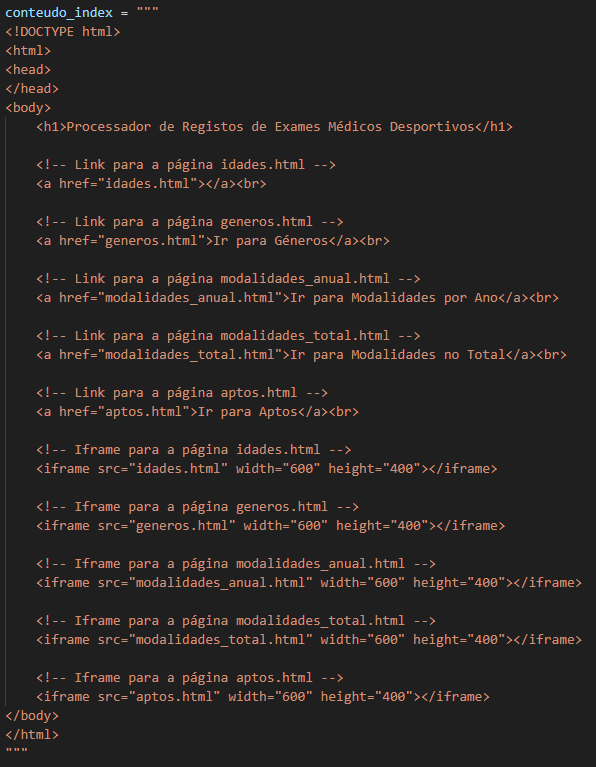 conteudo_index = """
<!DOCTYPE html>
<html>
<head>
</head>
<body>
    <h1>Processador de Registos de Exames Médicos Desportivos</h1>

    <!-- Link para a página idades.html -->
    <a href="idades.html"></a><br>

    <!-- Link para a página generos.html -->
    <a href="generos.html">Ir para Géneros</a><br>

    <!-- Link para a página modalidades_anual.html -->
    <a href="modalidades_anual.html">Ir para Modalidades por Ano</a><br>

    <!-- Link para a página modalidades_total.html -->
    <a href="modalidades_total.html">Ir para Modalidades no Total</a><br>

    <!-- Link para a página aptos.html -->
    <a href="aptos.html">Ir para Aptos</a><br>

    <!-- Iframe para a página idades.html -->
    <iframe src="idades.html" width="600" height="400"></iframe>

    <!-- Iframe para a página generos.html -->
    <iframe src="generos.html" width="600" height="400"></iframe>

    <!-- Iframe para a página modalidades_anual.html -->
    <iframe src="modalidades_anual.html" width="600" height="400"></iframe>

    <!-- Iframe para a página modalidades_total.html -->
    <iframe src="modalidades_total.html" width="600" height="400"></iframe>

    <!-- Iframe para a página aptos.html -->
    <iframe src="aptos.html" width="600" height="400"></iframe>
</body>
</html>
"""